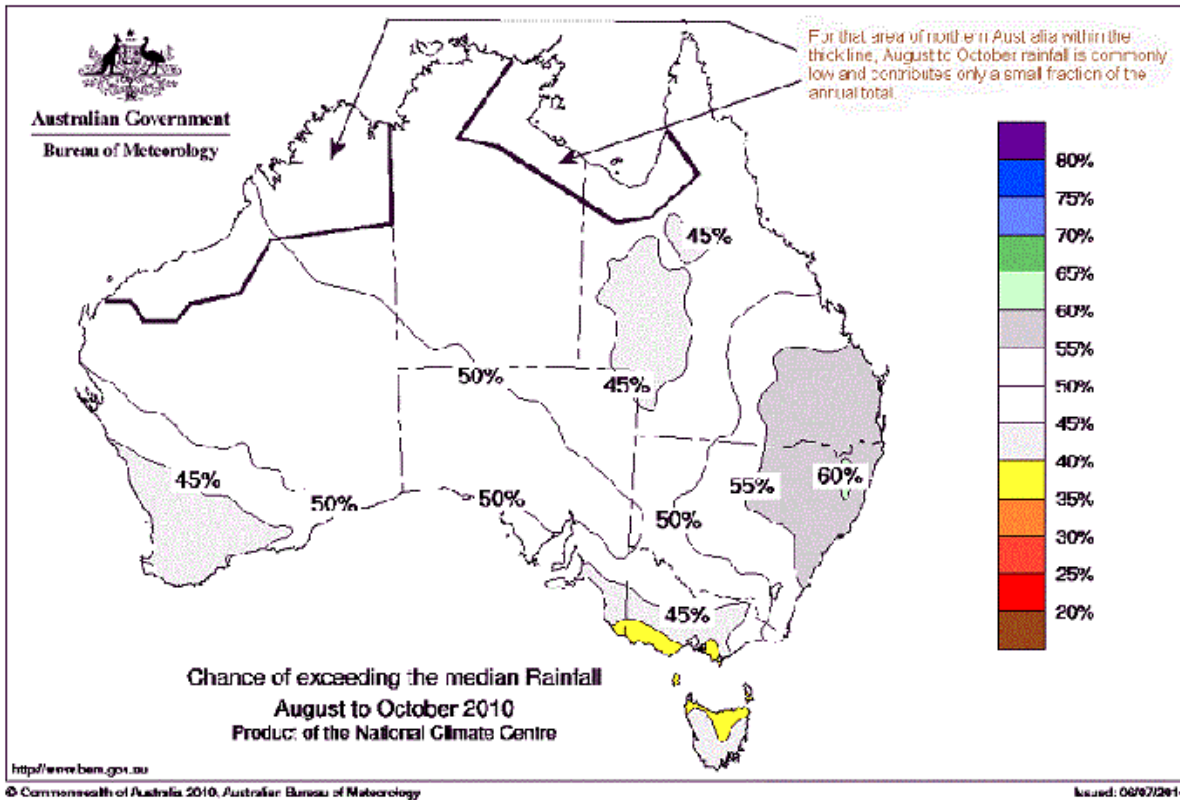 Australian Government
Bureau of Meteorology
For that area of northern Aust alia within the
thick line, August to October rainfall is commonly
low and contributes only a small fraction of the
annual total.
80%
75%
70%
65%
60%
55%
50%
45%
40%
35%
30%
25%
20%
45%
50%
45%
45%
50%
50%
55%
60%
50%
45%
Chance of exceeding the median Rainfall
August to October 2010
Product of the National Climate Centre
http://www.bom.gov.au
© Commonwealth of Australia 2010, Australian Bureau of Meteorology
Issued: